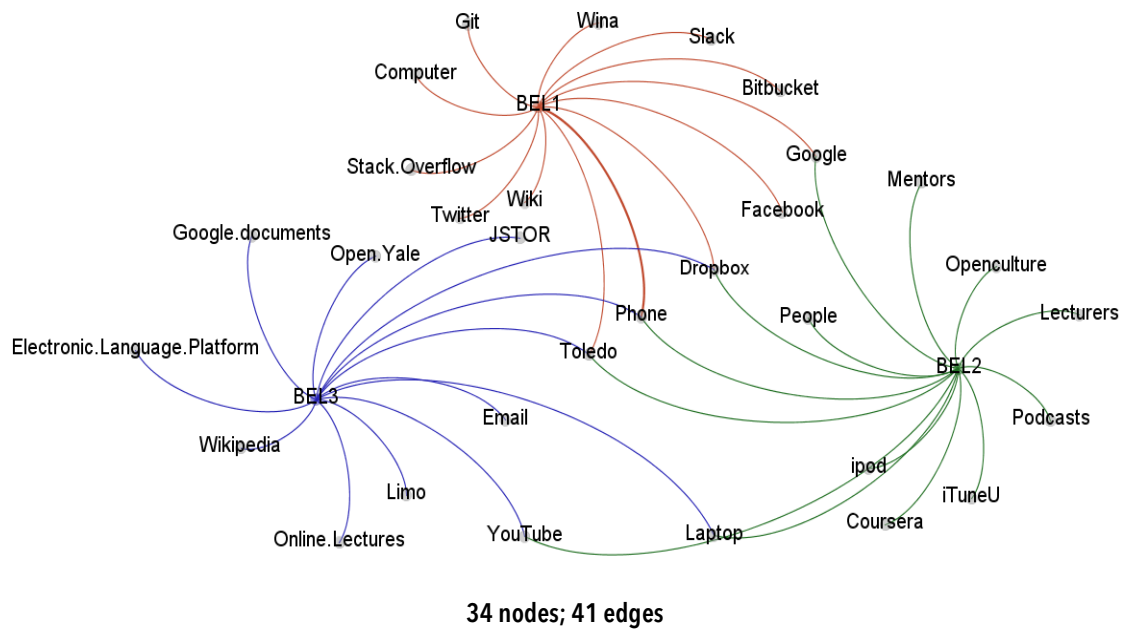 Git
Wina
Slack
Computer
Bitbucket
BEL1
Google
Stack.Overflow
Mentors
Wiki
Twitter
Facebook
Google.documents
JSTOR
Open.Yale
Dropbox
Openculture
Phone
People
Lecturers
Electronic.Language.Platform
Toledo
BEL2
BEL3
Email
Podcasts
Wikipedia
ipod
Limo
iTuneU
Coursera
Online.Lectures
YouTube
Laptop
34 nodes; 41 edges